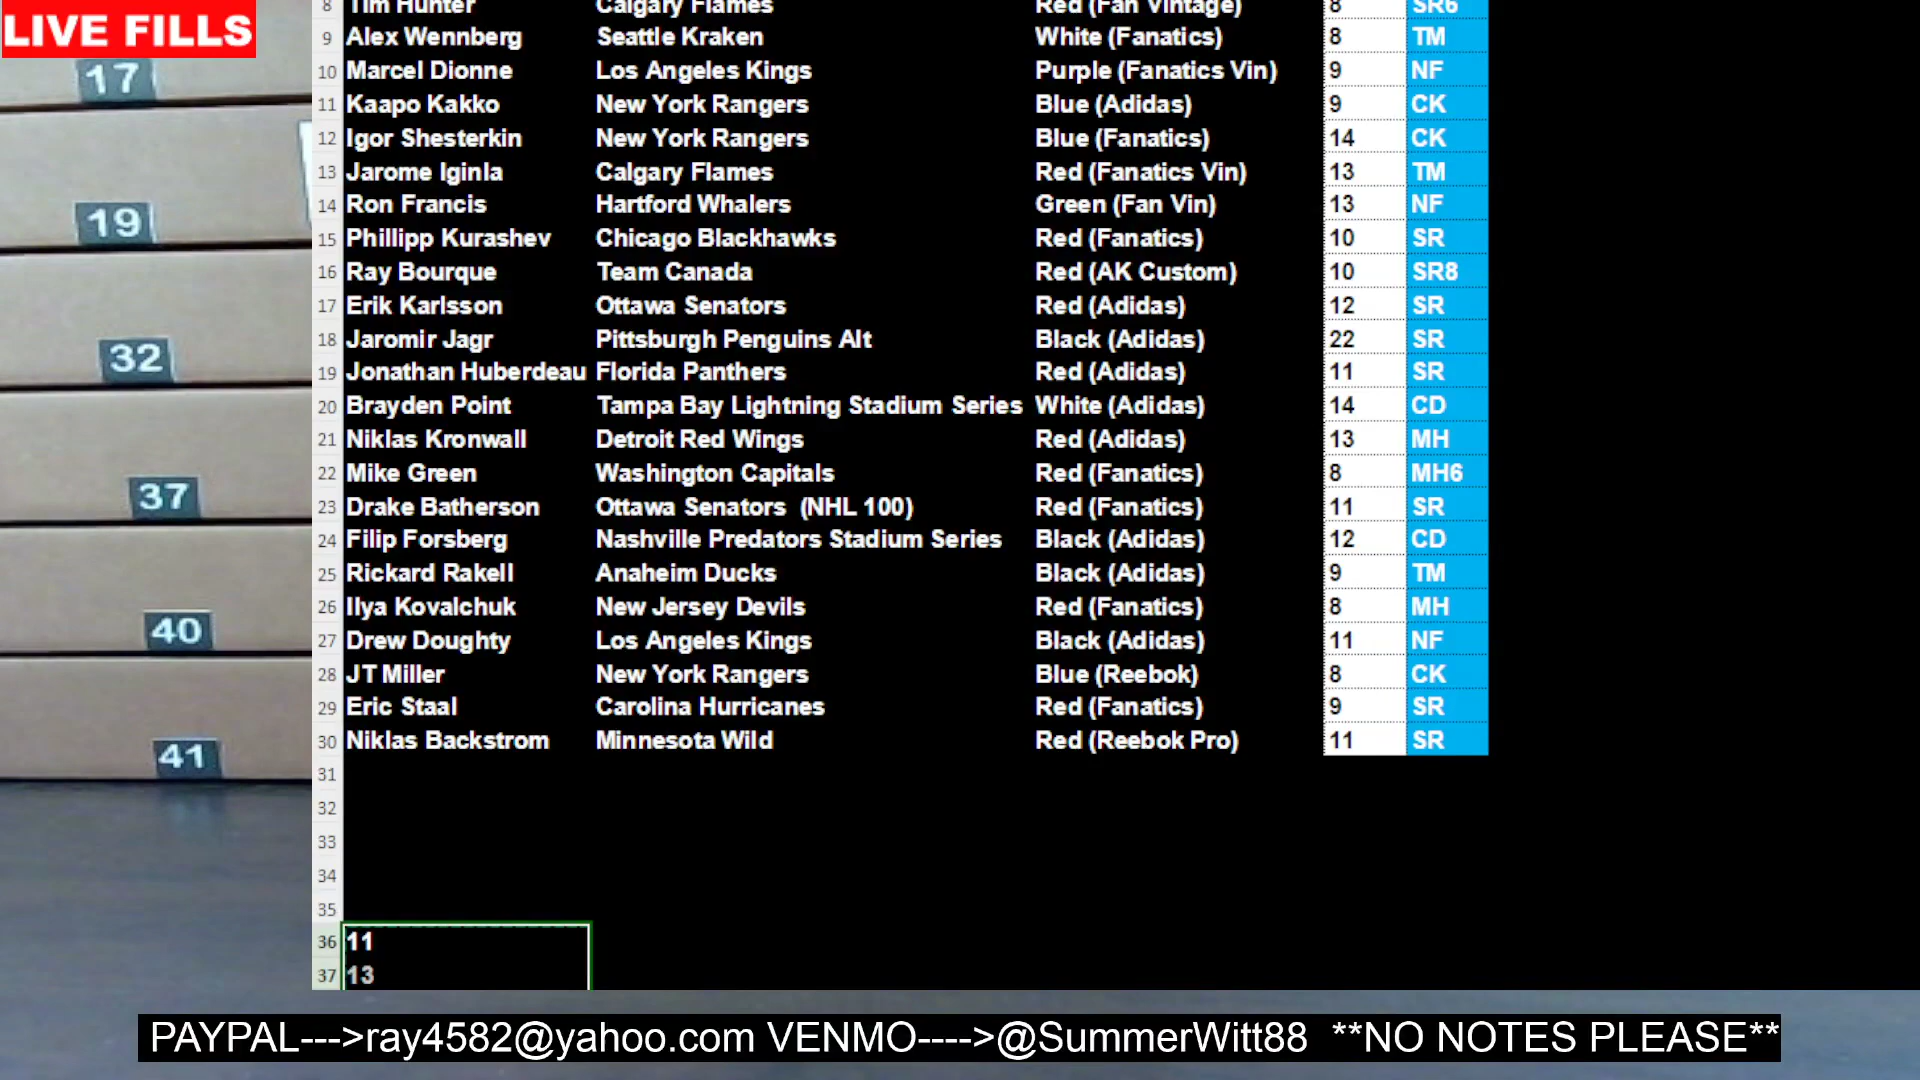 LIVE FILLS
17
19
32
37
40
41
8 Tim Hunter Calgary Flames Red (Fan Vintage) 8 SR6
9 Alex Wennberg Seattle Kraken White (Fanatics) 8 TM
10 Marcel Dionne Los Angeles Kings Purple (Fanatics Vin) 9 NF
11 Kaapo Kakko New York Rangers Blue (Adidas) 9 CK
12 Igor Shesterkin New York Rangers Blue (Fanatics) 14 CK
13 Jarome Iginla Calgary Flames Red (Fanatics Vin) 13 TM
14 Ron Francis Hartford Whalers Green (Fan Vin) 13 NF
15 Phillipp Kurashev Chicago Blackhawks Red (Fanatics) 10 SR
16 Ray Bourque Team Canada Red (AK Custom) 10 SR8
17 Erik Karlsson Ottawa Senators Red (Adidas) 12 SR
18 Jaromir Jagr Pittsburgh Penguins Alt Black (Adidas) 22 SR
19 Jonathan Huberdeau Florida Panthers Red (Adidas) 11 SR
20 Brayden Point Tampa Bay Lightning Stadium Series White (Adidas) 14 CD
21 Niklas Kronwall Detroit Red Wings Red (Adidas) 13 MH
22 Mike Green Washington Capitals Red (Fanatics) 8 MH6
23 Drake Batherson Ottawa Senators (NHL 100) Red (Fanatics) 11 SR
24 Filip Forsberg Nashville Predators Stadium Series Black (Adidas) 12 CD
25 Rickard Rakell Anaheim Ducks Black (Adidas) 9 TM
26 Ilya Kovalchuk New Jersey Devils Red (Fanatics) 8 MH
27 Drew Doughty Los Angeles Kings Black (Adidas) 11 NF
28 JT Miller New York Rangers Blue (Reebok) 8 CK
29 Eric Staal Carolina Hurricanes Red (Fanatics) 9 SR
30 Niklas Backstrom Minnesota Wild Red (Reebok Pro) 11 SR
31
32
33
34
35
36 11
37 13
PAYPAL--->ray4582@yahoo.com VENMO---->@SummerWitt88 **NO NOTES PLEASE**